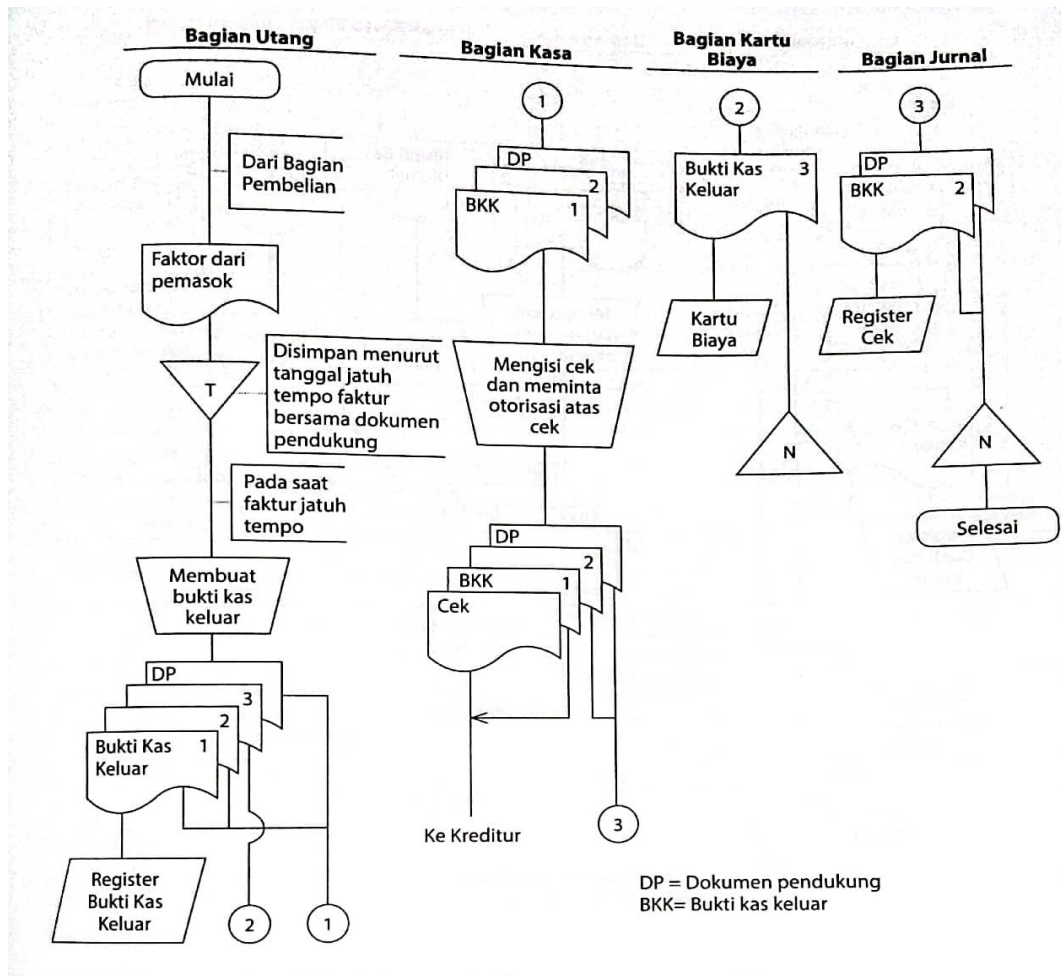 Bagian Utang
Mulai
Dari Bagian
Pembelian
Faktor dari
pemasok
T
Disimpan menurut
tanggal jatuh
tempo faktur
bersama dokumen
pendukung
Pada saat
faktur jatuh
tempo
Membuat
bukti kas
keluar
DP
3
2
Bukti Kas 1
Keluar
Register
Bukti Kas
Keluar
2
1
Bagian Kasa
1
DP
2
BKK 1
Mengisi cek
dan meminta
otorisasi atas
cek
DP
2
BKK 1
Cek
Ke Kreditur
3
Bagian Kartu
Biaya
2
Bukti Kas 3
Keluar
Kartu
Biaya
N
Bagian Jurnal
3
DP
BKK 2
Register
Cek
N
Selesai
DP = Dokumen pendukung
BKK= Bukti kas keluar